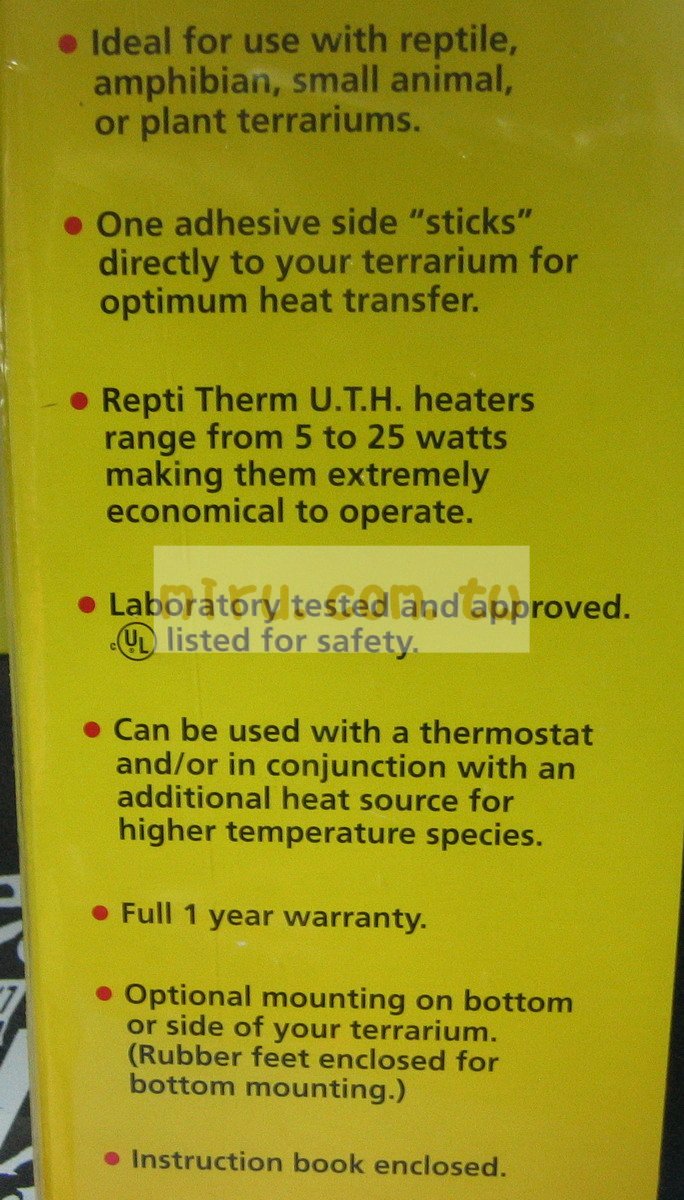 • Ideal for use with reptile,
amphibian, small animal,
or plant terrariums.
• One adhesive side “sticks”
directly to your terrarium for
optimum heat transfer.
• Repti Therm U.T.H. heaters
range from 5 to 25 watts
making them extremely
economical to operate.
miru.com.tw
• Laboratory tested and approved.
c UL ® listed for safety.
• Can be used with a thermostat
and/or in conjunction with an
additional heat source for
higher temperature species.
• Full 1 year warranty.
• Optional mounting on bottom
or side of your terrarium.
(Rubber feet enclosed for
bottom mounting.)
• Instruction book enclosed.